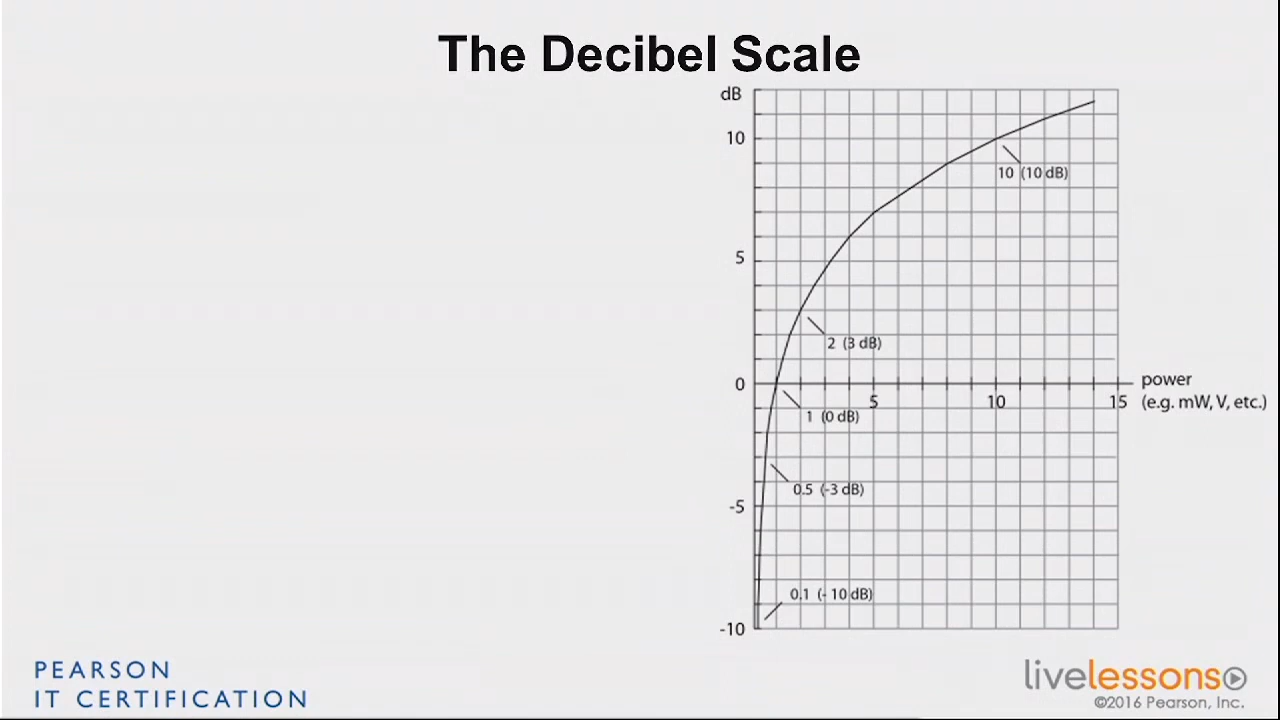 The Decibel Scale
dB
10
10 (10 dB)
5
2 (3 dB)
0
power
5
10
15
(e.g. mW, V, etc.)
1 (0 dB)
0.5 (-3 dB)
-5
0.1 (- 10 dB)
-10
PEARSON
IT CERTIFICATION
livelessons
©2016 Pearson, Inc.